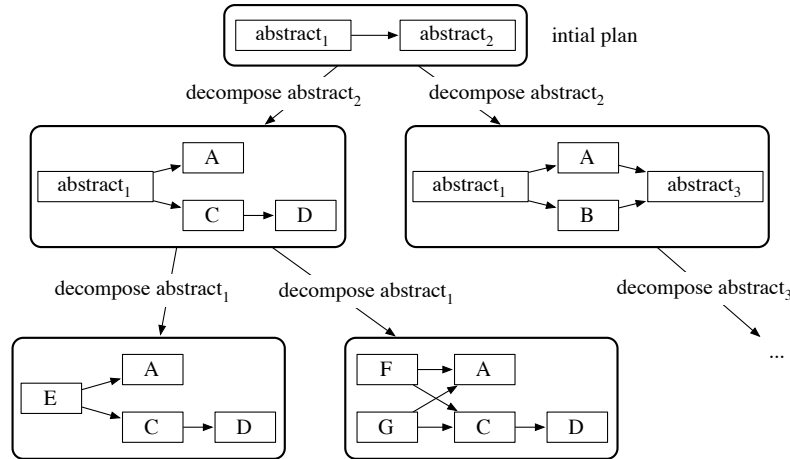 abstract₁ abstract₂ intial plan
decompose abstract₂ decompose abstract₂
A A
abstract₁ abstract₁ abstract₃
C D B
decompose abstract₁ decompose abstract₁ decompose abstract₃
...
A F A
E
C D G C D